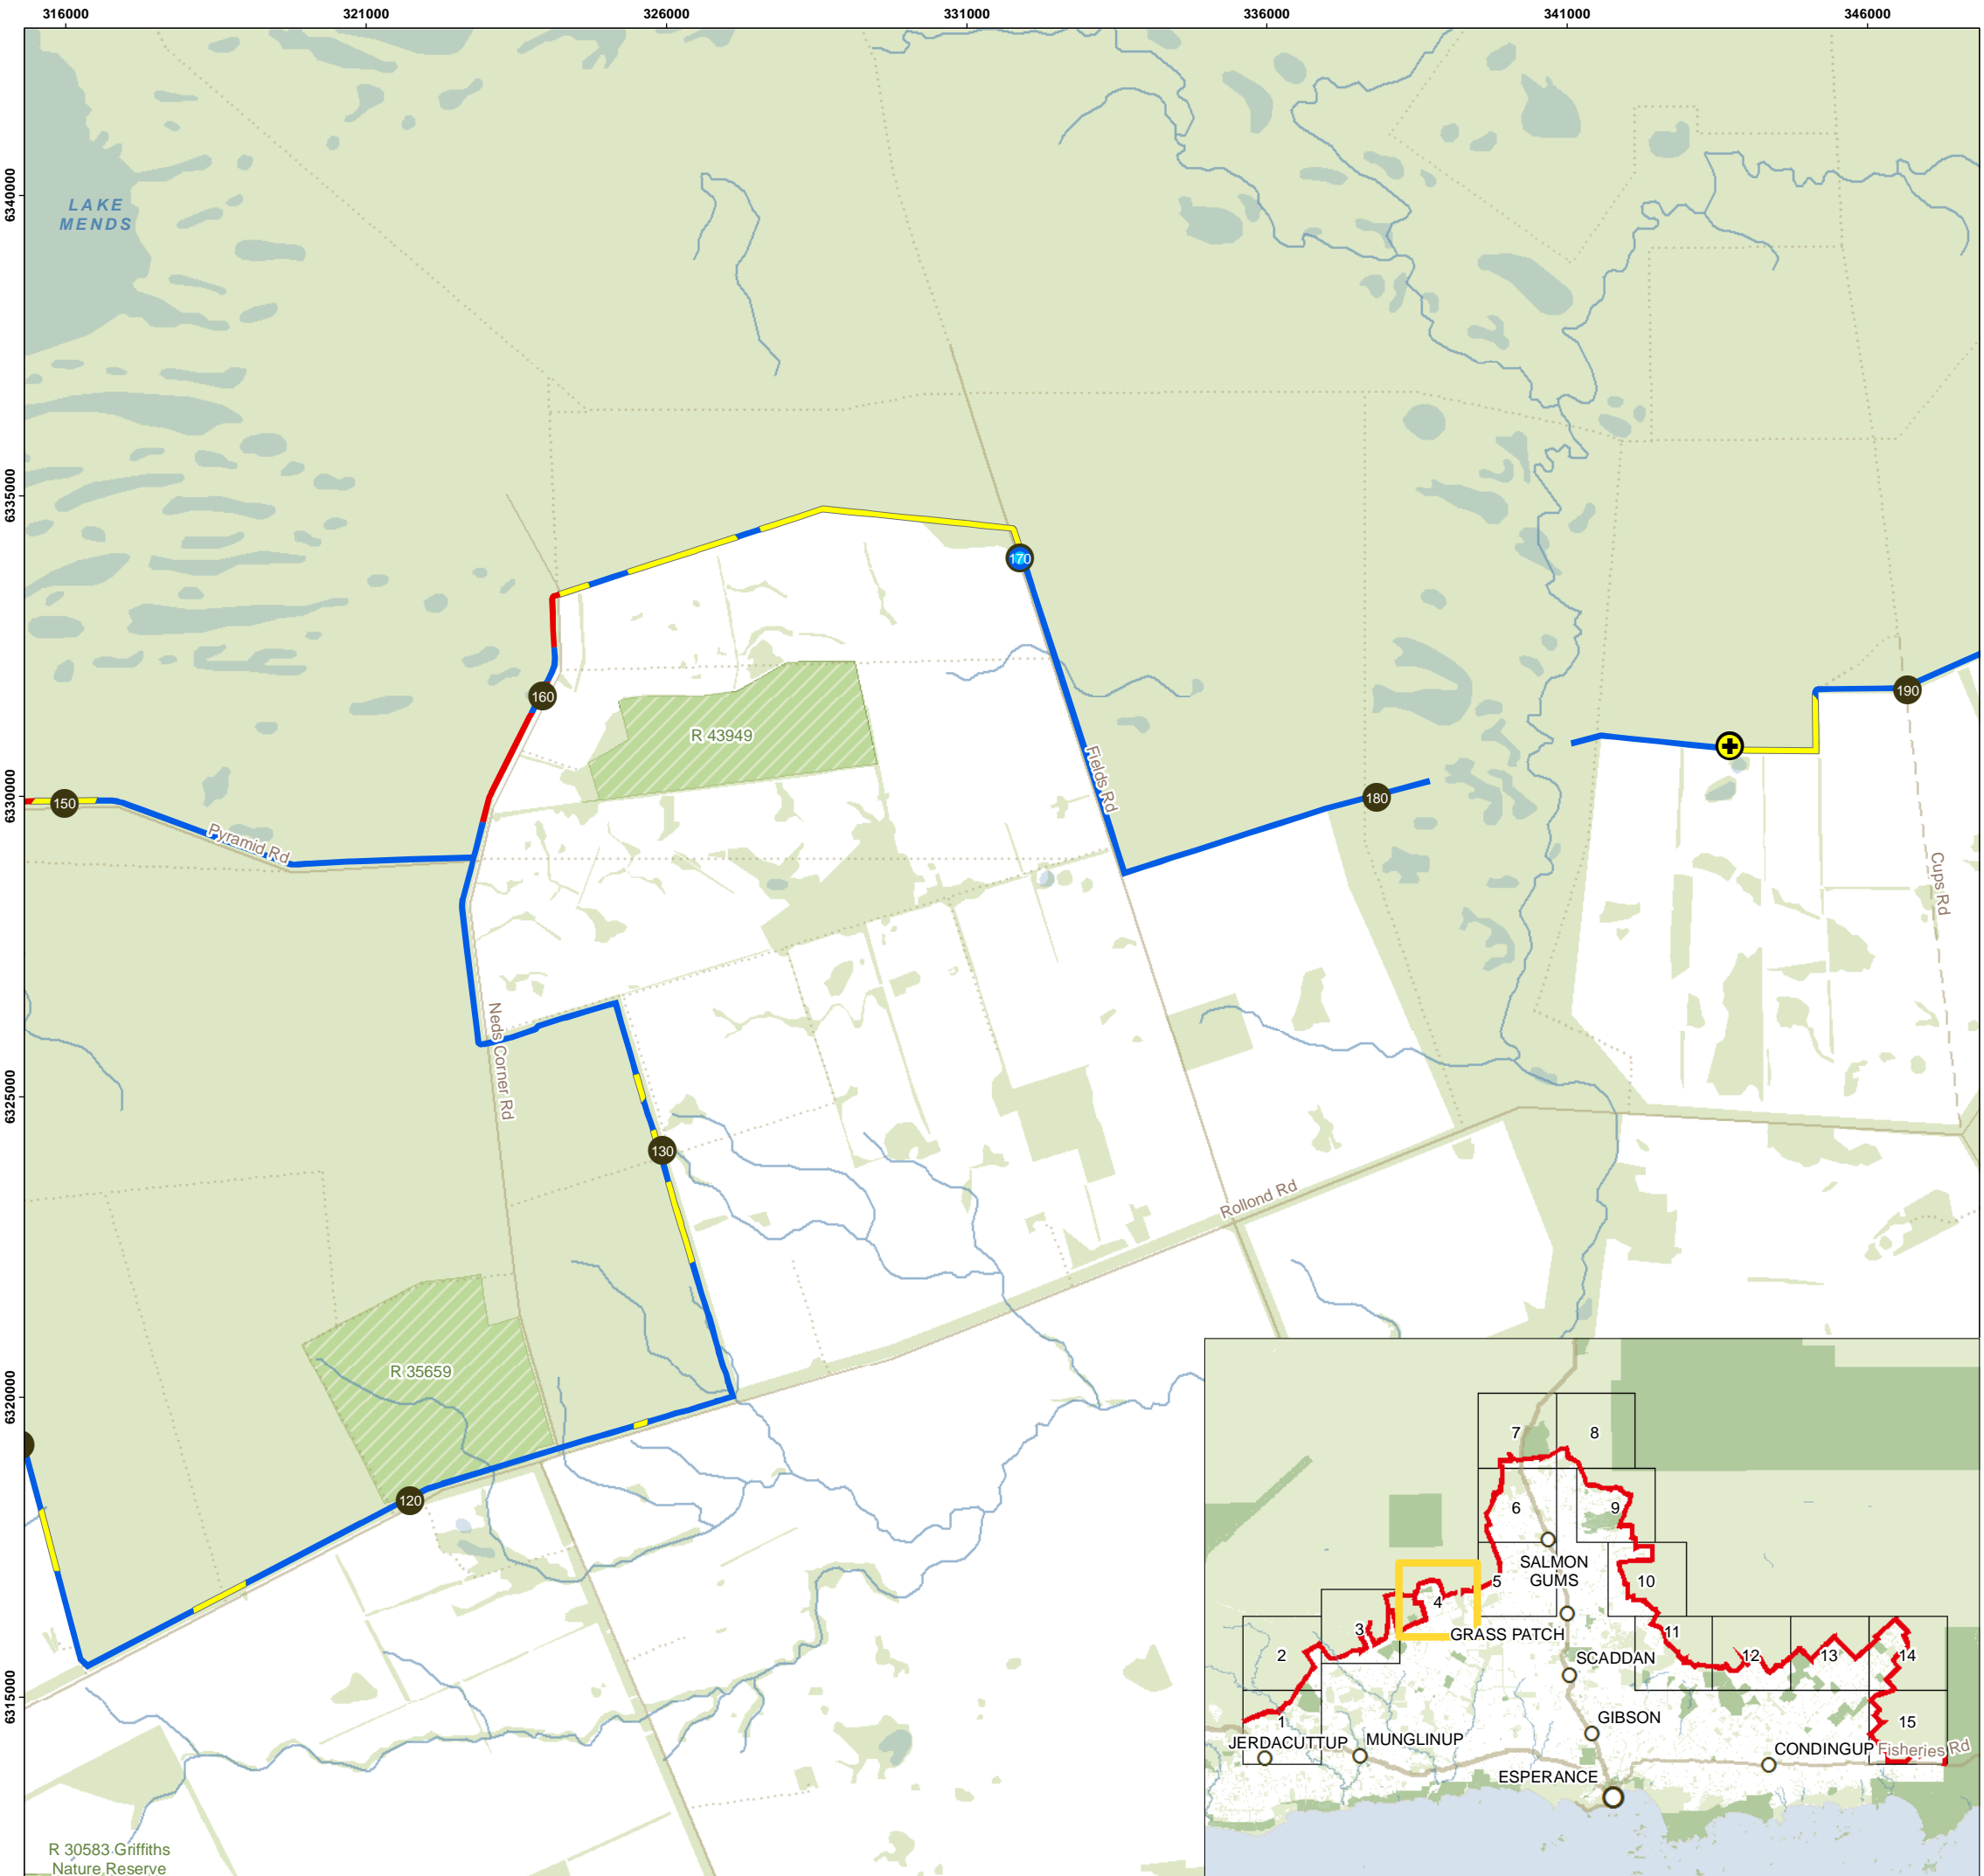 316000
321000
326000
331000
336000
341000
346000
6340000
6335000
6330000
6325000
6320000
6315000
LAKE
MENDS
170
160
R 43949
190
150
Pyramid Rd
Fields Rd
180
Cups Rd
Neds Corner Rd
130
Rollond Rd
R 35659
120
R 30583 Griffiths
Nature Reserve
7
8
6
9
SALMON
GUMS
5
10
4
3
GRASS PATCH
2
11
12
13
14
SCADDAN
1
15
GIBSON
JERDACUTTUP
MUNGLINUP
CONDINGUP
Fisheries Rd
ESPERANCE